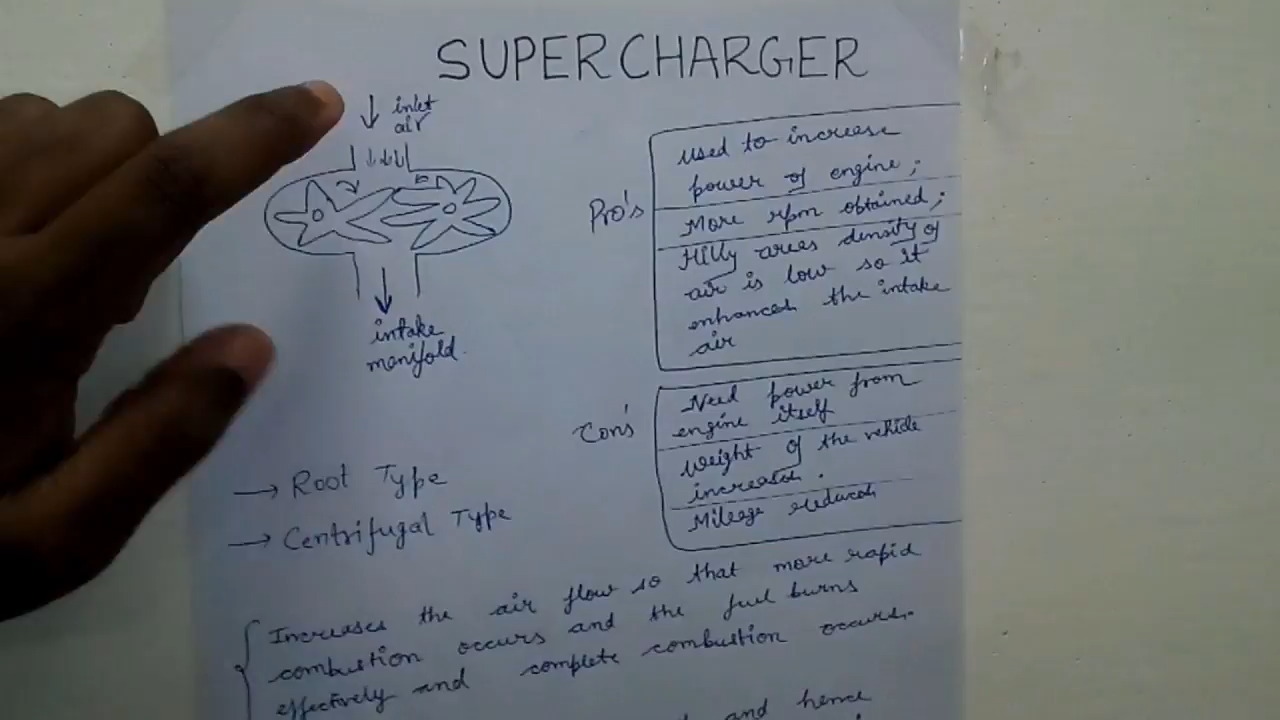 SUPERCHARGER
inlet
air
intake
manifold.
Pro's
used to increase
power of engine;
More rpm obtained;
Hilly areas density of
air is low so it
enhances the intake
air
Con's
Need power from
engine itself
Weight of the vehicle
increases.
Mileage reduces
→ Root Type
→ Centrifugal Type
Increases the air flow so that more rapid
combustion occurs and the fuel burns
effectively and complete combustion occurs.
and hence